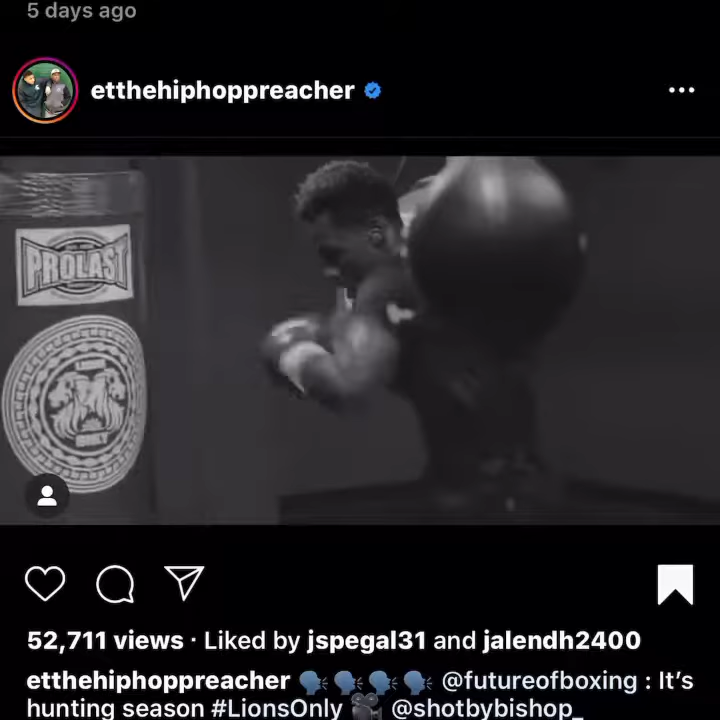 5 days ago
etthehiphoppreacher
PROLAST
LIONS
ONLY
52,711 views · Liked by jspegal31 and jalendh2400
etthehiphoppreacher 🗣🗣🗣🗣 @futureofboxing : It’s
hunting season #LionsOnly 🎥 @shotbybishop_